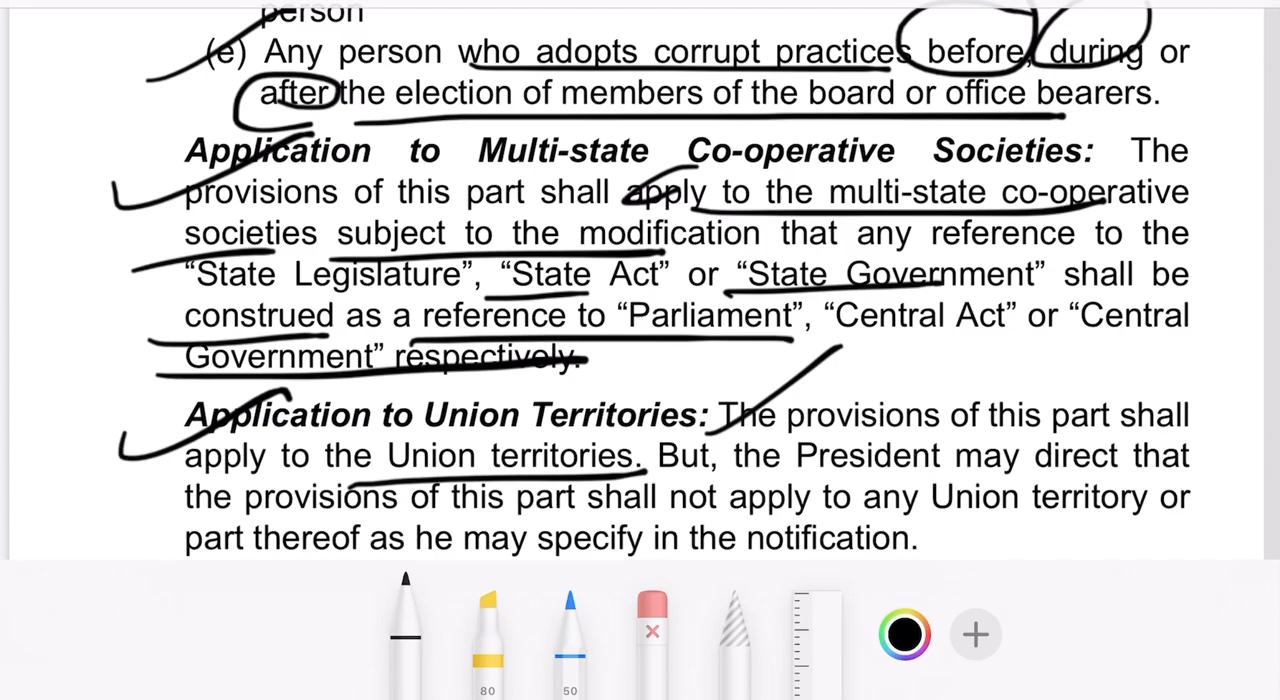 person
(e) Any person who adopts corrupt practices before, during or
after the election of members of the board or office bearers.
Application to Multi-state Co-operative Societies: The
provisions of this part shall apply to the multi-state co-operative
societies subject to the modification that any reference to the
“State Legislature”, “State Act” or “State Government” shall be
construed as a reference to “Parliament”, “Central Act” or “Central
Government” respectively.
Application to Union Territories: The provisions of this part shall
apply to the Union territories. But, the President may direct that
the provisions of this part shall not apply to any Union territory or
part thereof as he may specify in the notification.
80
50